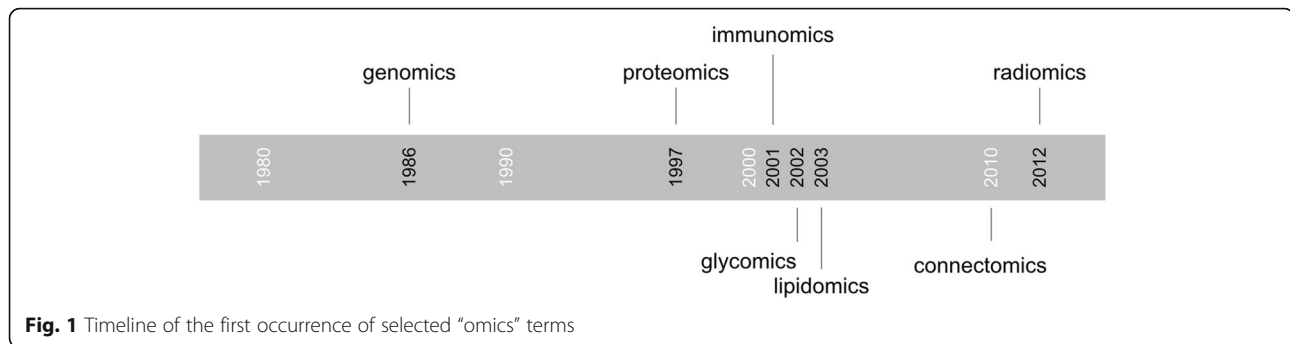 immunomics
genomics
proteomics
radiomics
1980
1986
1990
1997
2000
2001
2002
2003
2010
2012
glycomics
connectomics
lipidomics
Fig. 1 Timeline of the first occurrence of selected “omics” terms